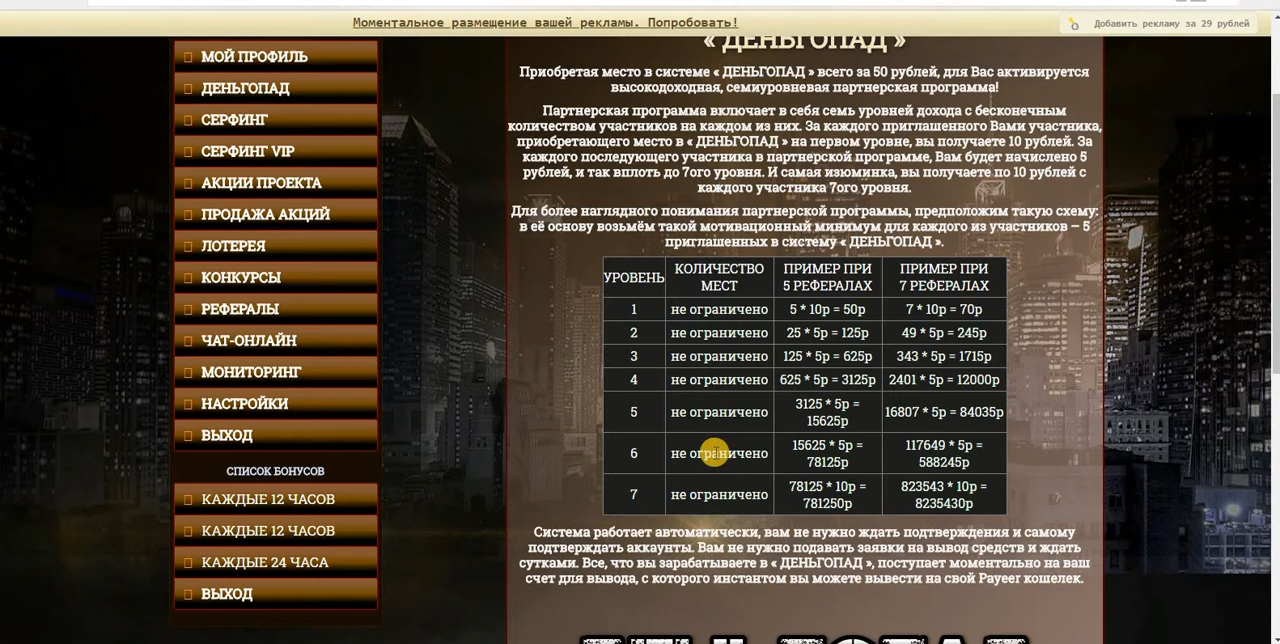 Моментальное размещение вашей рекламы. Попробовать!
Добавить рекламу за 29 рублей
МОЙ ПРОФИЛЬ
ДЕНЬГОПАД
СЕРФИНГ
СЕРФИНГ VIP
АКЦИИ ПРОЕКТА
ПРОДАЖА АКЦИЙ
ЛОТЕРЕЯ
КОНКУРСЫ
РЕФЕРАЛЫ
ЧАТ-ОНЛАЙН
МОНИТОРИНГ
НАСТРОЙКИ
ВЫХОД
СПИСОК БОНУСОВ
КАЖДЫЕ 12 ЧАСОВ
КАЖДЫЕ 12 ЧАСОВ
КАЖДЫЕ 24 ЧАСА
ВЫХОД
« ДЕНЬГОПАД »
Приобретая место в системе « ДЕНЬГОПАД » всего за 50 рублей, для Вас активируется
высокодоходная, семиуровневая партнерская программа!
Партнерская программа включает в себя семь уровней дохода с бесконечным
количеством участников на каждом из них. За каждого приглашенного Вами участника,
приобретающего место в « ДЕНЬГОПАД » на первом уровне, вы получаете 10 рублей. За
каждого последующего участника в партнерской программе, Вам будет начислено 5
рублей, и так вплоть до 7ого уровня. И самая изюминка, вы получаете по 10 рублей с
каждого участника 7ого уровня.
Для более наглядного понимания партнерской программы, предположим такую схему:
в её основу возьмём такой мотивационный минимум для каждого из участников – 5
приглашенных в систему « ДЕНЬГОПАД ».
УРОВЕНЬ КОЛИЧЕСТВО МЕСТ ПРИМЕР ПРИ 5 РЕФЕРАЛАХ ПРИМЕР ПРИ 7 РЕФЕРАЛАХ
1 не ограничено 5 * 10р = 50р 7 * 10р = 70р
2 не ограничено 25 * 5р = 125р 49 * 5р = 245р
3 не ограничено 125 * 5р = 625р 343 * 5р = 1715р
4 не ограничено 625 * 5р = 3125р 2401 * 5р = 12000р
5 не ограничено 3125 * 5р = 15625р 16807 * 5р = 84035р
6 не ограничено 15625 * 5р = 78125р 117649 * 5р = 588245р
7 не ограничено 78125 * 10р = 781250р 823543 * 10р = 8235430р
Система работает автоматически, вам не нужно ждать подтверждения и самому
подтверждать аккаунты. Вам не нужно подавать заявки на вывод средств и ждать
сутками. Все, что вы зарабатываете в « ДЕНЬГОПАД », поступает моментально на ваш
счет для вывода, с которого инстантом вы можете вывести на свой Payeer кошелек.